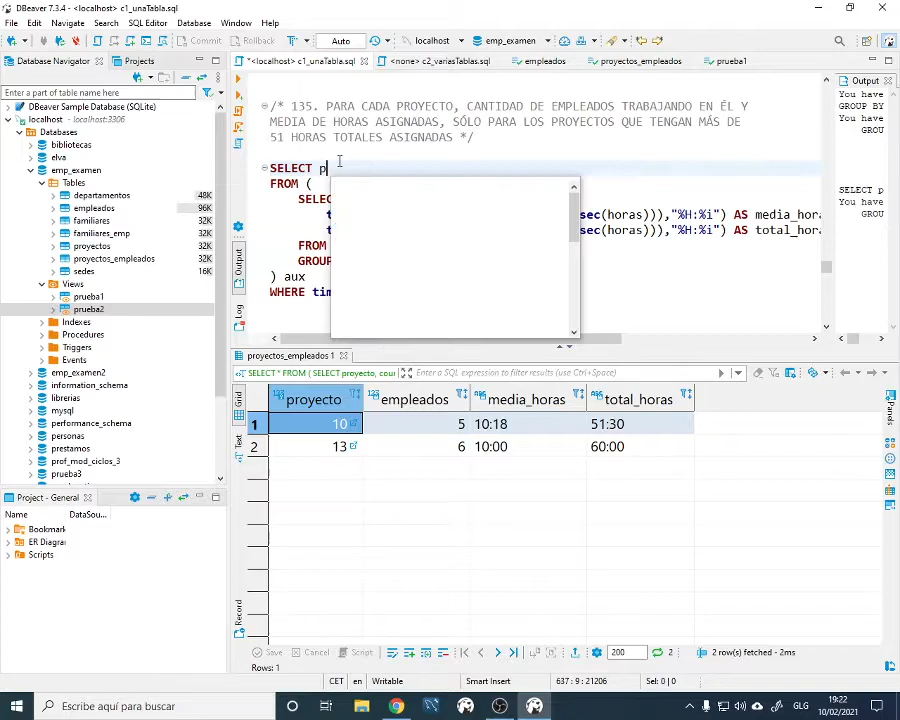 DBeaver 7.3.4 - <localhost> c1_unaTabla.sql
File Edit Navigate Search SQL Editor Database Window Help
Commit Rollback Auto localhost emp_examen
Database Navigator Projects
*<localhost> c1_unaTabla.sql <none> c2_variasTablas.sql empleados proyectos_empleados prueba1
Output
Enter a part of table name here
DBeaver Sample Database (SQLite)
localhost :3306
Databases
bibliotecas
elva
emp_examen
Tables
departamentos 48K
empleados 96K
familiares 32K
familiares_emp 32K
proyectos 32K
proyectos_empleados 32K
sedes 16K
Views
prueba1
prueba2
Indexes
Procedures
Triggers
Events
emp_examen2
information_schema
librerias
mysql
performance_schema
personas
prestamos
prof_mod_ciclos_3
prueba3
/* 135. PARA CADA PROYECTO, CANTIDAD DE EMPLEADOS TRABAJANDO EN ÉL Y
MEDIA DE HORAS ASIGNADAS, SÓLO PARA LOS PROYECTOS QUE TENGAN MÁS DE
51 HORAS TOTALES ASIGNADAS */
SELECT p
FROM (
SELEC
t sec(horas))),"%H:%i") AS media_hora
t sec(horas))),"%H:%i") AS total_hora
FROM
GROUP
) aux
WHERE tim
Output
Log
You have
GROUP BY
You have
GROU
SELECT p
You have
GROU
proyectos_empleados 1
SELECT * FROM ( SELECT proyecto, cour
Enter a SQL expression to filter results (use Ctrl+Space)
Grid
Text
Record
Panels
proyecto empleados media_horas total_horas
1 10 5 10:18 51:30
2 13 6 10:00 60:00
Project - General
Name DataSou...
Bookmark
ER Diagra
Scripts
Save Cancel Script 200 2 2 row(s) fetched - 2ms
Rows: 1
CET en Writable Smart Insert 637 : 9 : 21206 Sel: 0 | 0
Escribe aquí para buscar
GLG
19:22
10/02/2021